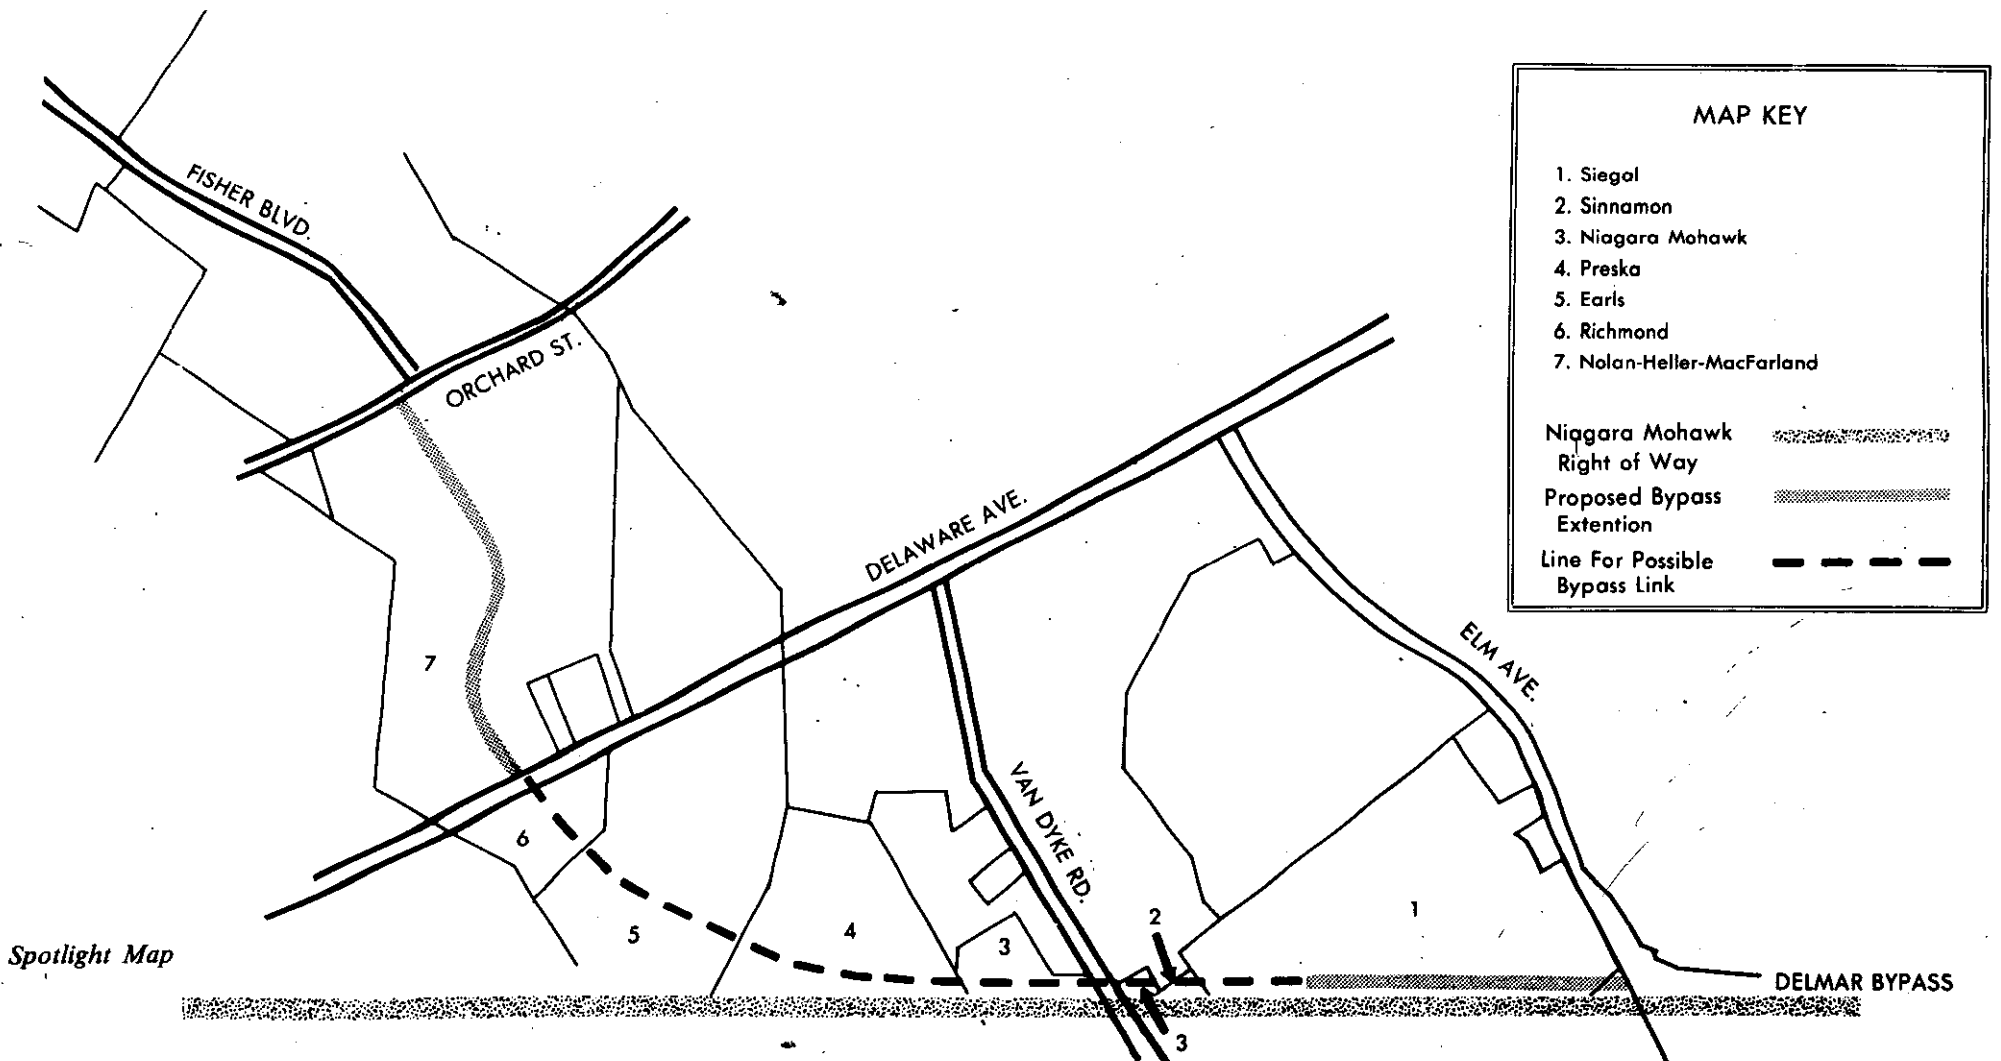 FISHER BLVD.
ORCHARD ST.
DELAWARE AVE.
VAN DYKE RD.
ELM AVE.
MAP KEY
1. Siegal
2. Sinnamon
3. Niagara Mohawk
4. Preska
5. Earls
6. Richmond
7. Nolan-Heller-MacFarland
Niagara Mohawk
Right of Way
Proposed Bypass
Extention
Line For Possible
Bypass Link
7
6
5
4
3
2
1
3
Spotlight Map
DELMAR BYPASS